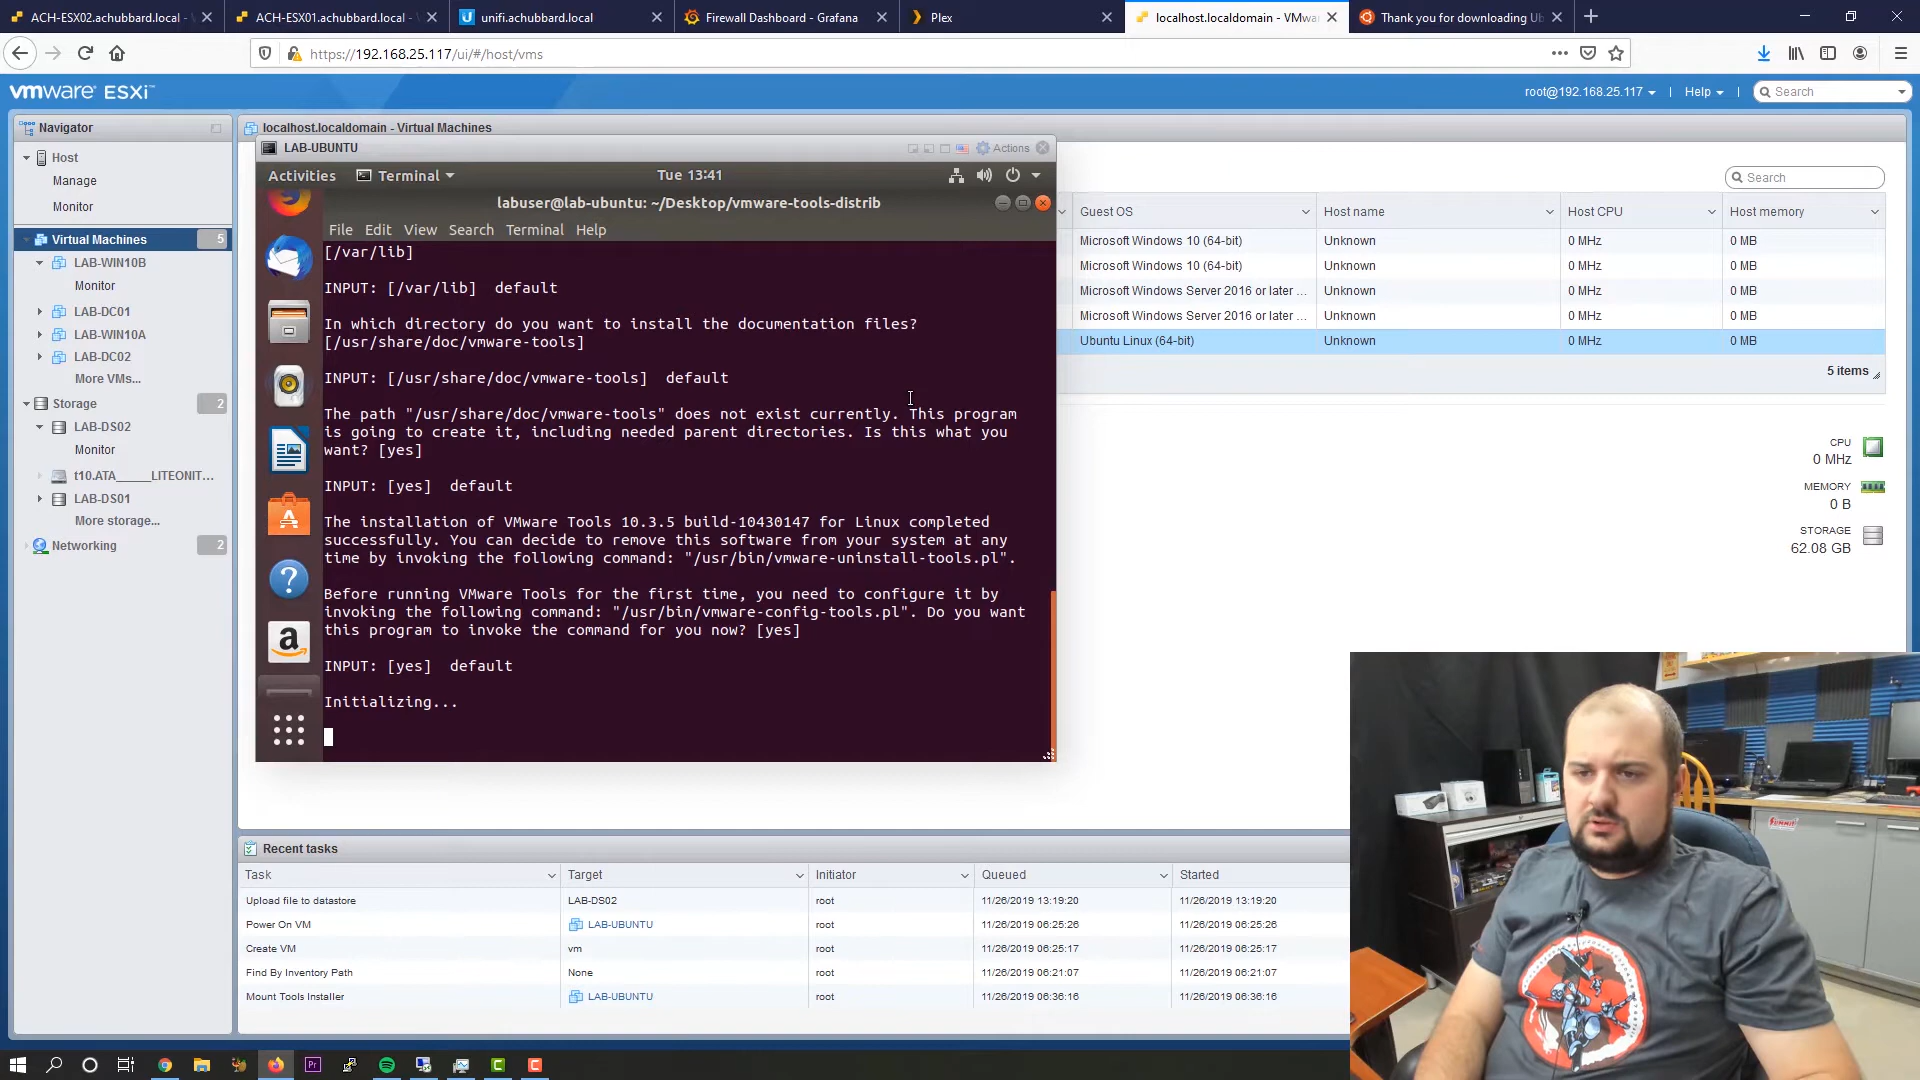 ACH-ESX02.achubbard.local -
ACH-ESX01.achubbard.local -
unifi.achubbard.local
Firewall Dashboard - Grafana
Plex
localhost.localdomain - VMwa
Thank you for downloading Ub
https://192.168.25.117/ui/#/host/vms
vmware ESXi™
root@192.168.25.117
Help
Search
Navigator
Host
Manage
Monitor
Virtual Machines 5
LAB-WIN10B
Monitor
LAB-DC01
LAB-WIN10A
LAB-DC02
More VMs...
Storage 2
LAB-DS02
Monitor
t10.ATA_____LITEONIT...
LAB-DS01
More storage...
Networking 2
localhost.localdomain - Virtual Machines
LAB-UBUNTU
Actions
Activities
Terminal
Tue 13:41
labuser@lab-ubuntu: ~/Desktop/vmware-tools-distrib
File Edit View Search Terminal Help
[/var/lib]
INPUT: [/var/lib]  default
In which directory do you want to install the documentation files?
[/usr/share/doc/vmware-tools]
INPUT: [/usr/share/doc/vmware-tools]  default
The path "/usr/share/doc/vmware-tools" does not exist currently. This program
is going to create it, including needed parent directories. Is this what you
want? [yes]
INPUT: [yes]  default
The installation of VMware Tools 10.3.5 build-10430147 for Linux completed
successfully. You can decide to remove this software from your system at any
time by invoking the following command: "/usr/bin/vmware-uninstall-tools.pl".
Before running VMware Tools for the first time, you need to configure it by
invoking the following command: "/usr/bin/vmware-config-tools.pl". Do you want
this program to invoke the command for you now? [yes]
INPUT: [yes]  default
Initializing...
Search
Guest OS Host name Host CPU Host memory
Microsoft Windows 10 (64-bit) Unknown 0 MHz 0 MB
Microsoft Windows 10 (64-bit) Unknown 0 MHz 0 MB
Microsoft Windows Server 2016 or later ... Unknown 0 MHz 0 MB
Microsoft Windows Server 2016 or later ... Unknown 0 MHz 0 MB
Ubuntu Linux (64-bit) Unknown 0 MHz 0 MB
5 items
CPU
0 MHz
MEMORY
0 B
STORAGE
62.08 GB
Recent tasks
Task Target Initiator Queued Started
Upload file to datastore LAB-DS02 root 11/26/2019 13:19:20 11/26/2019 13:19:20
Power On VM LAB-UBUNTU root 11/26/2019 06:25:26 11/26/2019 06:25:26
Create VM vm root 11/26/2019 06:25:17 11/26/2019 06:25:17
Find By Inventory Path None root 11/26/2019 06:21:07 11/26/2019 06:21:07
Mount Tools Installer LAB-UBUNTU root 11/26/2019 06:36:16 11/26/2019 06:36:16